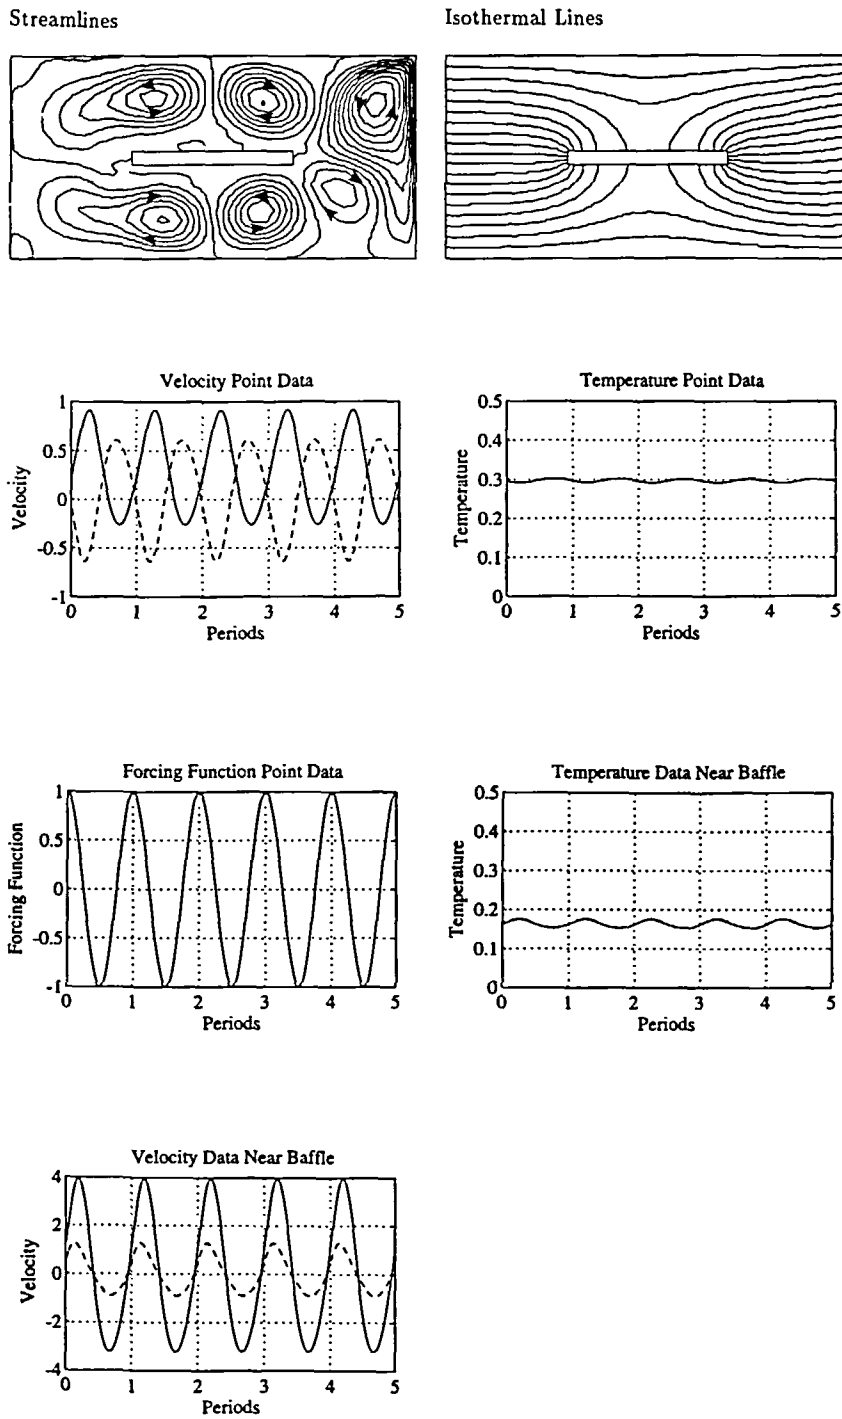 Streamlines
Isothermal Lines
Velocity Point Data
1
0.5
0
-0.5
-1
Velocity
0 1 2 3 4 5
Periods
Temperature Point Data
0.5
0.4
0.3
0.2
0.1
0
Temperature
0 1 2 3 4 5
Periods
Forcing Function Point Data
1
0.5
0
-0.5
-1
Forcing Function
0 1 2 3 4 5
Periods
Temperature Data Near Baffle
0.5
0.4
0.3
0.2
0.1
0
Temperature
0 1 2 3 4 5
Periods
Velocity Data Near Baffle
4
2
0
-2
-4
Velocity
0 1 2 3 4 5
Periods